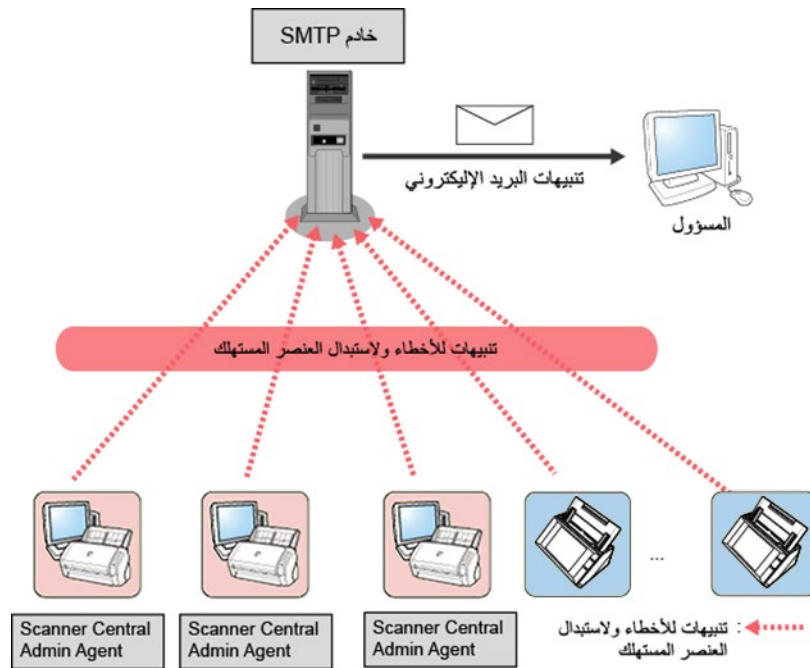 خادم SMTP
تنبيهات البريد الإليكتروني
المسؤول
تنبيهات للأخطاء ولاستبدال العنصر المستهلك
...
Scanner Central
Admin Agent
Scanner Central
Admin Agent
Scanner Central
Admin Agent
: تنبيهات للأخطاء ولاستبدال
العنصر المستهلك